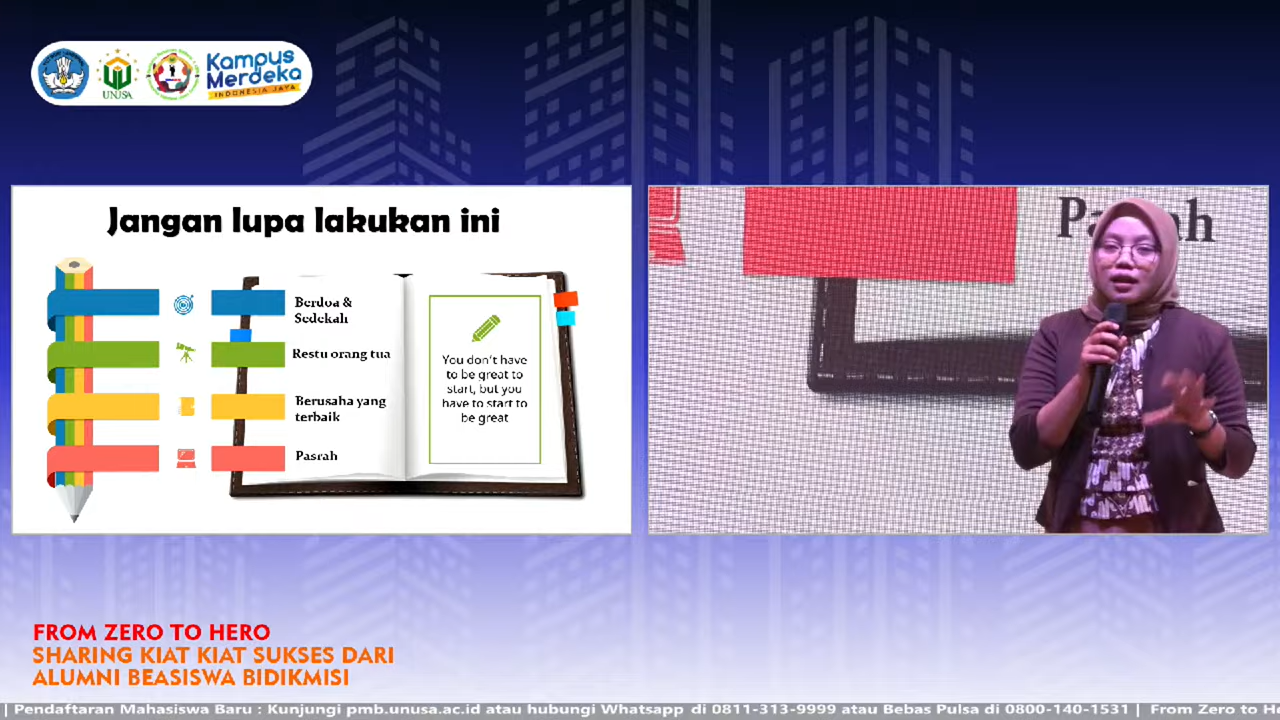 UNUSA
Kampus
Merdeka
INDONESIA JAYA
Jangan lupa lakukan ini
Berdoa &
Sedekah
Restu orang tua
Berusaha yang
terbaik
Pasrah
You don't have
to be great to
start, but you
have to start to
be great
FROM ZERO TO HERO
SHARING KIAT KIAT SUKSES DARI
ALUMNI BEASISWA BIDIKMISI
| Pendaftaran Mahasiswa Baru : Kunjungi pmb.unusa.ac.id atau hubungi Whatsapp di 0811-313-9999 atau Bebas Pulsa di 0800-140-1531 | From Zero to He